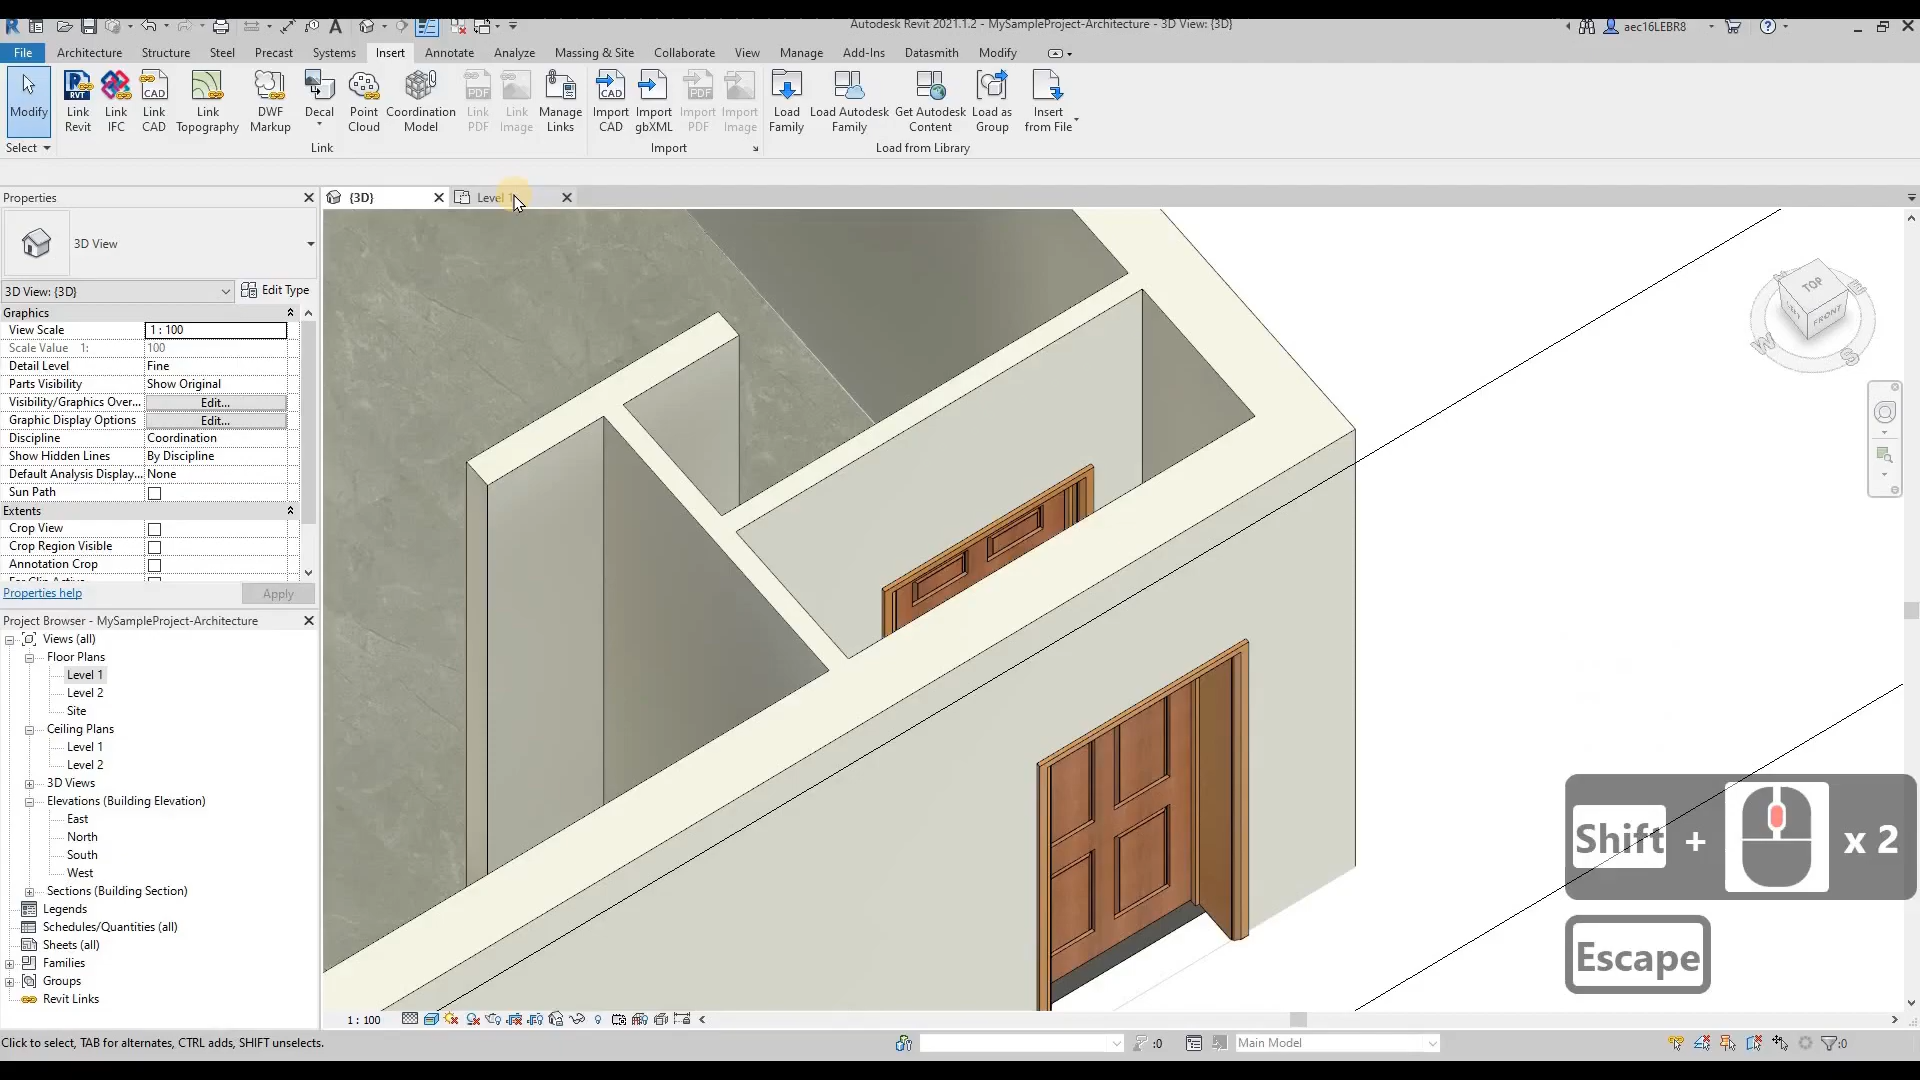 Autodesk Revit 2021.1.2 - MySampleProject-Architecture - 3D View: {3D}
aec16LEBR8
File Architecture Structure Steel Precast Systems Insert Annotate Analyze Massing & Site Collaborate View Manage Add-Ins Datasmith Modify
Modify
Link Revit
Link IFC
Link CAD
Link Topography
DWF Markup
Decal
Point Cloud
Coordination Model
Link PDF
Link Image
Manage Links
Import CAD
Import gbXML
Import PDF
Import Image
Load Family
Load Autodesk Family
Get Autodesk Content
Load as Group
Insert from File
Select Link Import Load from Library
Properties
{3D} Level 1
3D View
3D View: {3D} Edit Type
Graphics
View Scale 1 : 100
Scale Value 1: 100
Detail Level Fine
Parts Visibility Show Original
Visibility/Graphics Over... Edit...
Graphic Display Options Edit...
Discipline Coordination
Show Hidden Lines By Discipline
Default Analysis Display... None
Sun Path
Extents
Crop View
Crop Region Visible
Annotation Crop
Properties help Apply
Project Browser - MySampleProject-Architecture
Views (all)
Floor Plans
Level 1
Level 2
Site
Ceiling Plans
Level 1
Level 2
3D Views
Elevations (Building Elevation)
East
North
South
West
Sections (Building Section)
Legends
Schedules/Quantities (all)
Sheets (all)
Families
Groups
Revit Links
TOP
LEFT FRONT
W S E
Shift + x 2
Escape
1 : 100
Click to select, TAB for alternates, CTRL adds, SHIFT unselects.
:0 Main Model :0